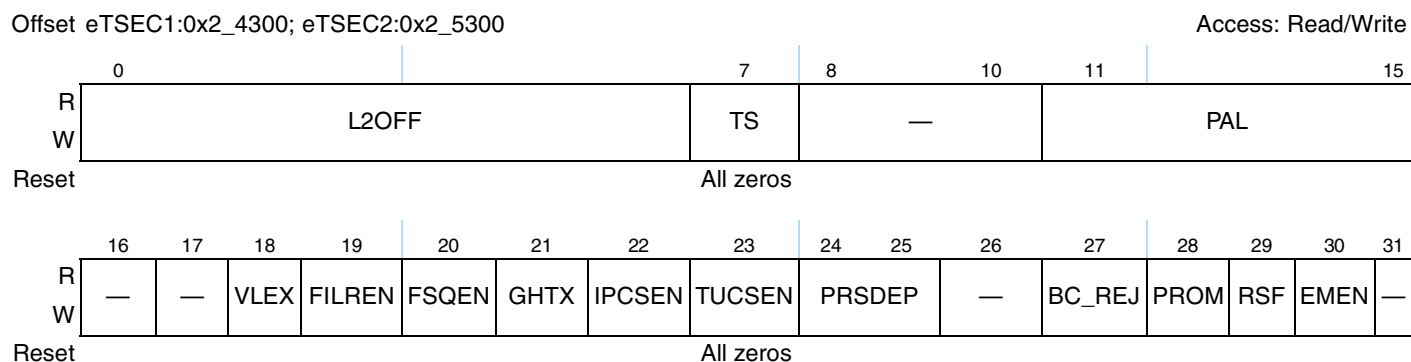 Offset eTSEC1:0x2_4300; eTSEC2:0x2_5300 Access: Read/Write
0 7 8 10 11 15
R
L2OFF TS — PAL
W
Reset All zeros
16 17 18 19 20 21 22 23 24 25 26 27 28 29 30 31
R
— — VLEX FILREN FSQEN GHTX IPCSEN TUCSEN PRSDEP — BC_REJ PROM RSF EMEN —
W
Reset All zeros